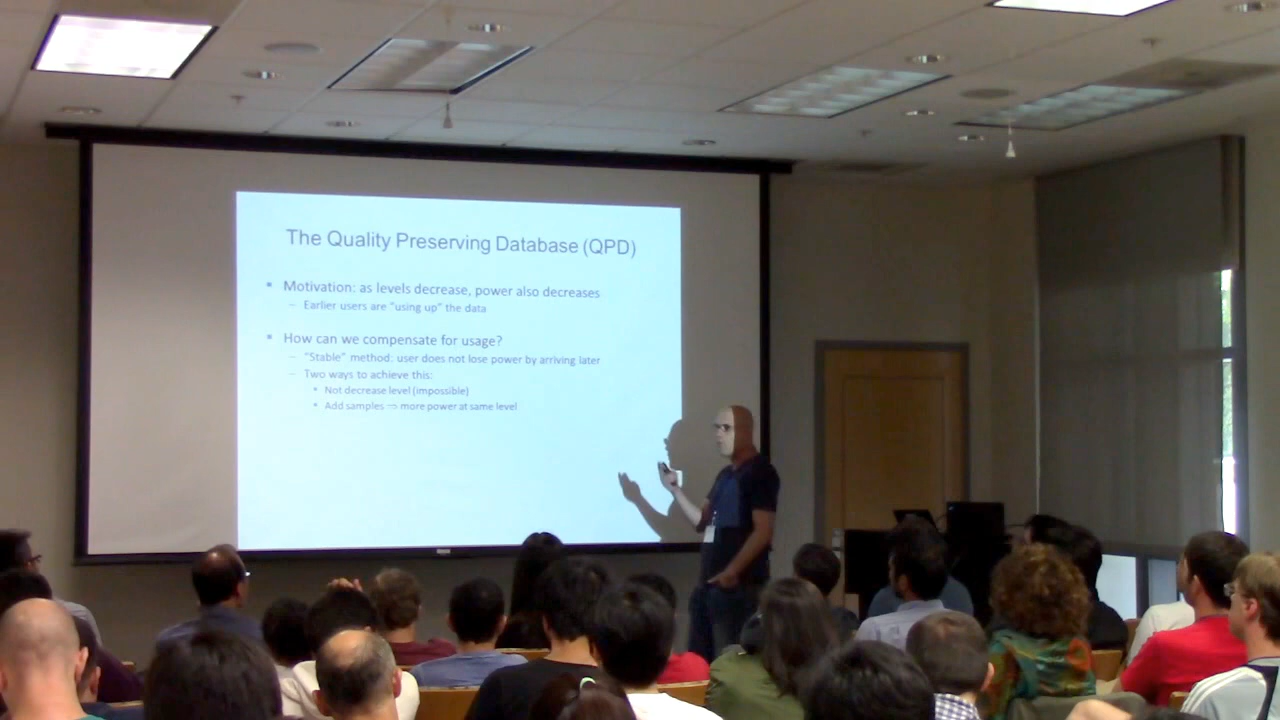 The Quality Preserving Database (QPD)
▪ Motivation: as levels decrease, power also decreases
– Earlier users are "using up" the data
▪ How can we compensate for usage?
– "Stable" method: user does not lose power by arriving later
– Two ways to achieve this:
▪ Not decrease level (impossible)
▪ Add samples ⇒ more power at same level